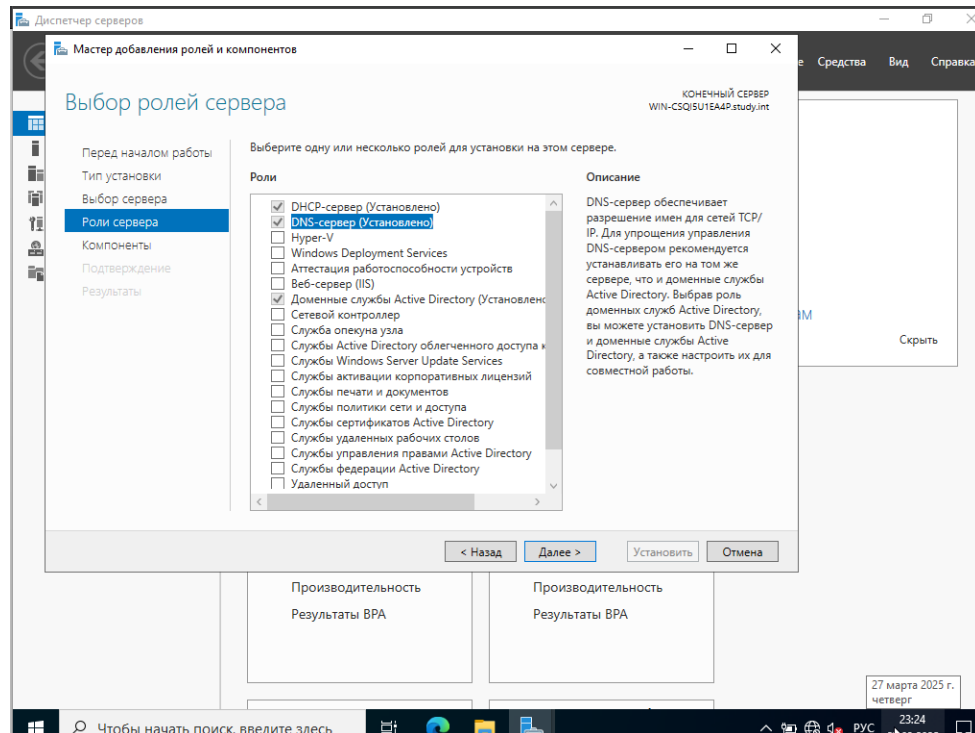 Диспетчер серверов
Мастер добавления ролей и компонентов
Средства Вид Справка
Выбор ролей сервера
КОНЕЧНЫЙ СЕРВЕР
WIN-CSQI5U1EA4P.study.int
Перед началом работы
Тип установки
Выбор сервера
Роли сервера
Компоненты
Подтверждение
Результаты
Выберите одну или несколько ролей для установки на этом сервере.
Роли
DHCP-сервер (Установлено)
DNS-сервер (Установлено)
Hyper-V
Windows Deployment Services
Аттестация работоспособности устройств
Веб-сервер (IIS)
Доменные службы Active Directory (Установлено
Сетевой контроллер
Служба опекуна узла
Службы Active Directory облегченного доступа к
Службы Windows Server Update Services
Службы активации корпоративных лицензий
Службы печати и документов
Службы политики сети и доступа
Службы сертификатов Active Directory
Службы удаленных рабочих столов
Службы управления правами Active Directory
Службы федерации Active Directory
Удаленный доступ
Описание
DNS-сервер обеспечивает
разрешение имен для сетей TCP/
IP. Для упрощения управления
DNS-сервером рекомендуется
устанавливать его на том же
сервере, что и доменные службы
Active Directory. Выбрав роль
доменных служб Active Directory,
вы можете установить DNS-сервер
и доменные службы Active
Directory, а также настроить их для
совместной работы.
Скрыть
< Назад Далее > Установить Отмена
Производительность
Результаты BPA
Производительность
Результаты BPA
27 марта 2025 г.
четверг
Чтобы начать поиск, введите здесь
РУС
23:24